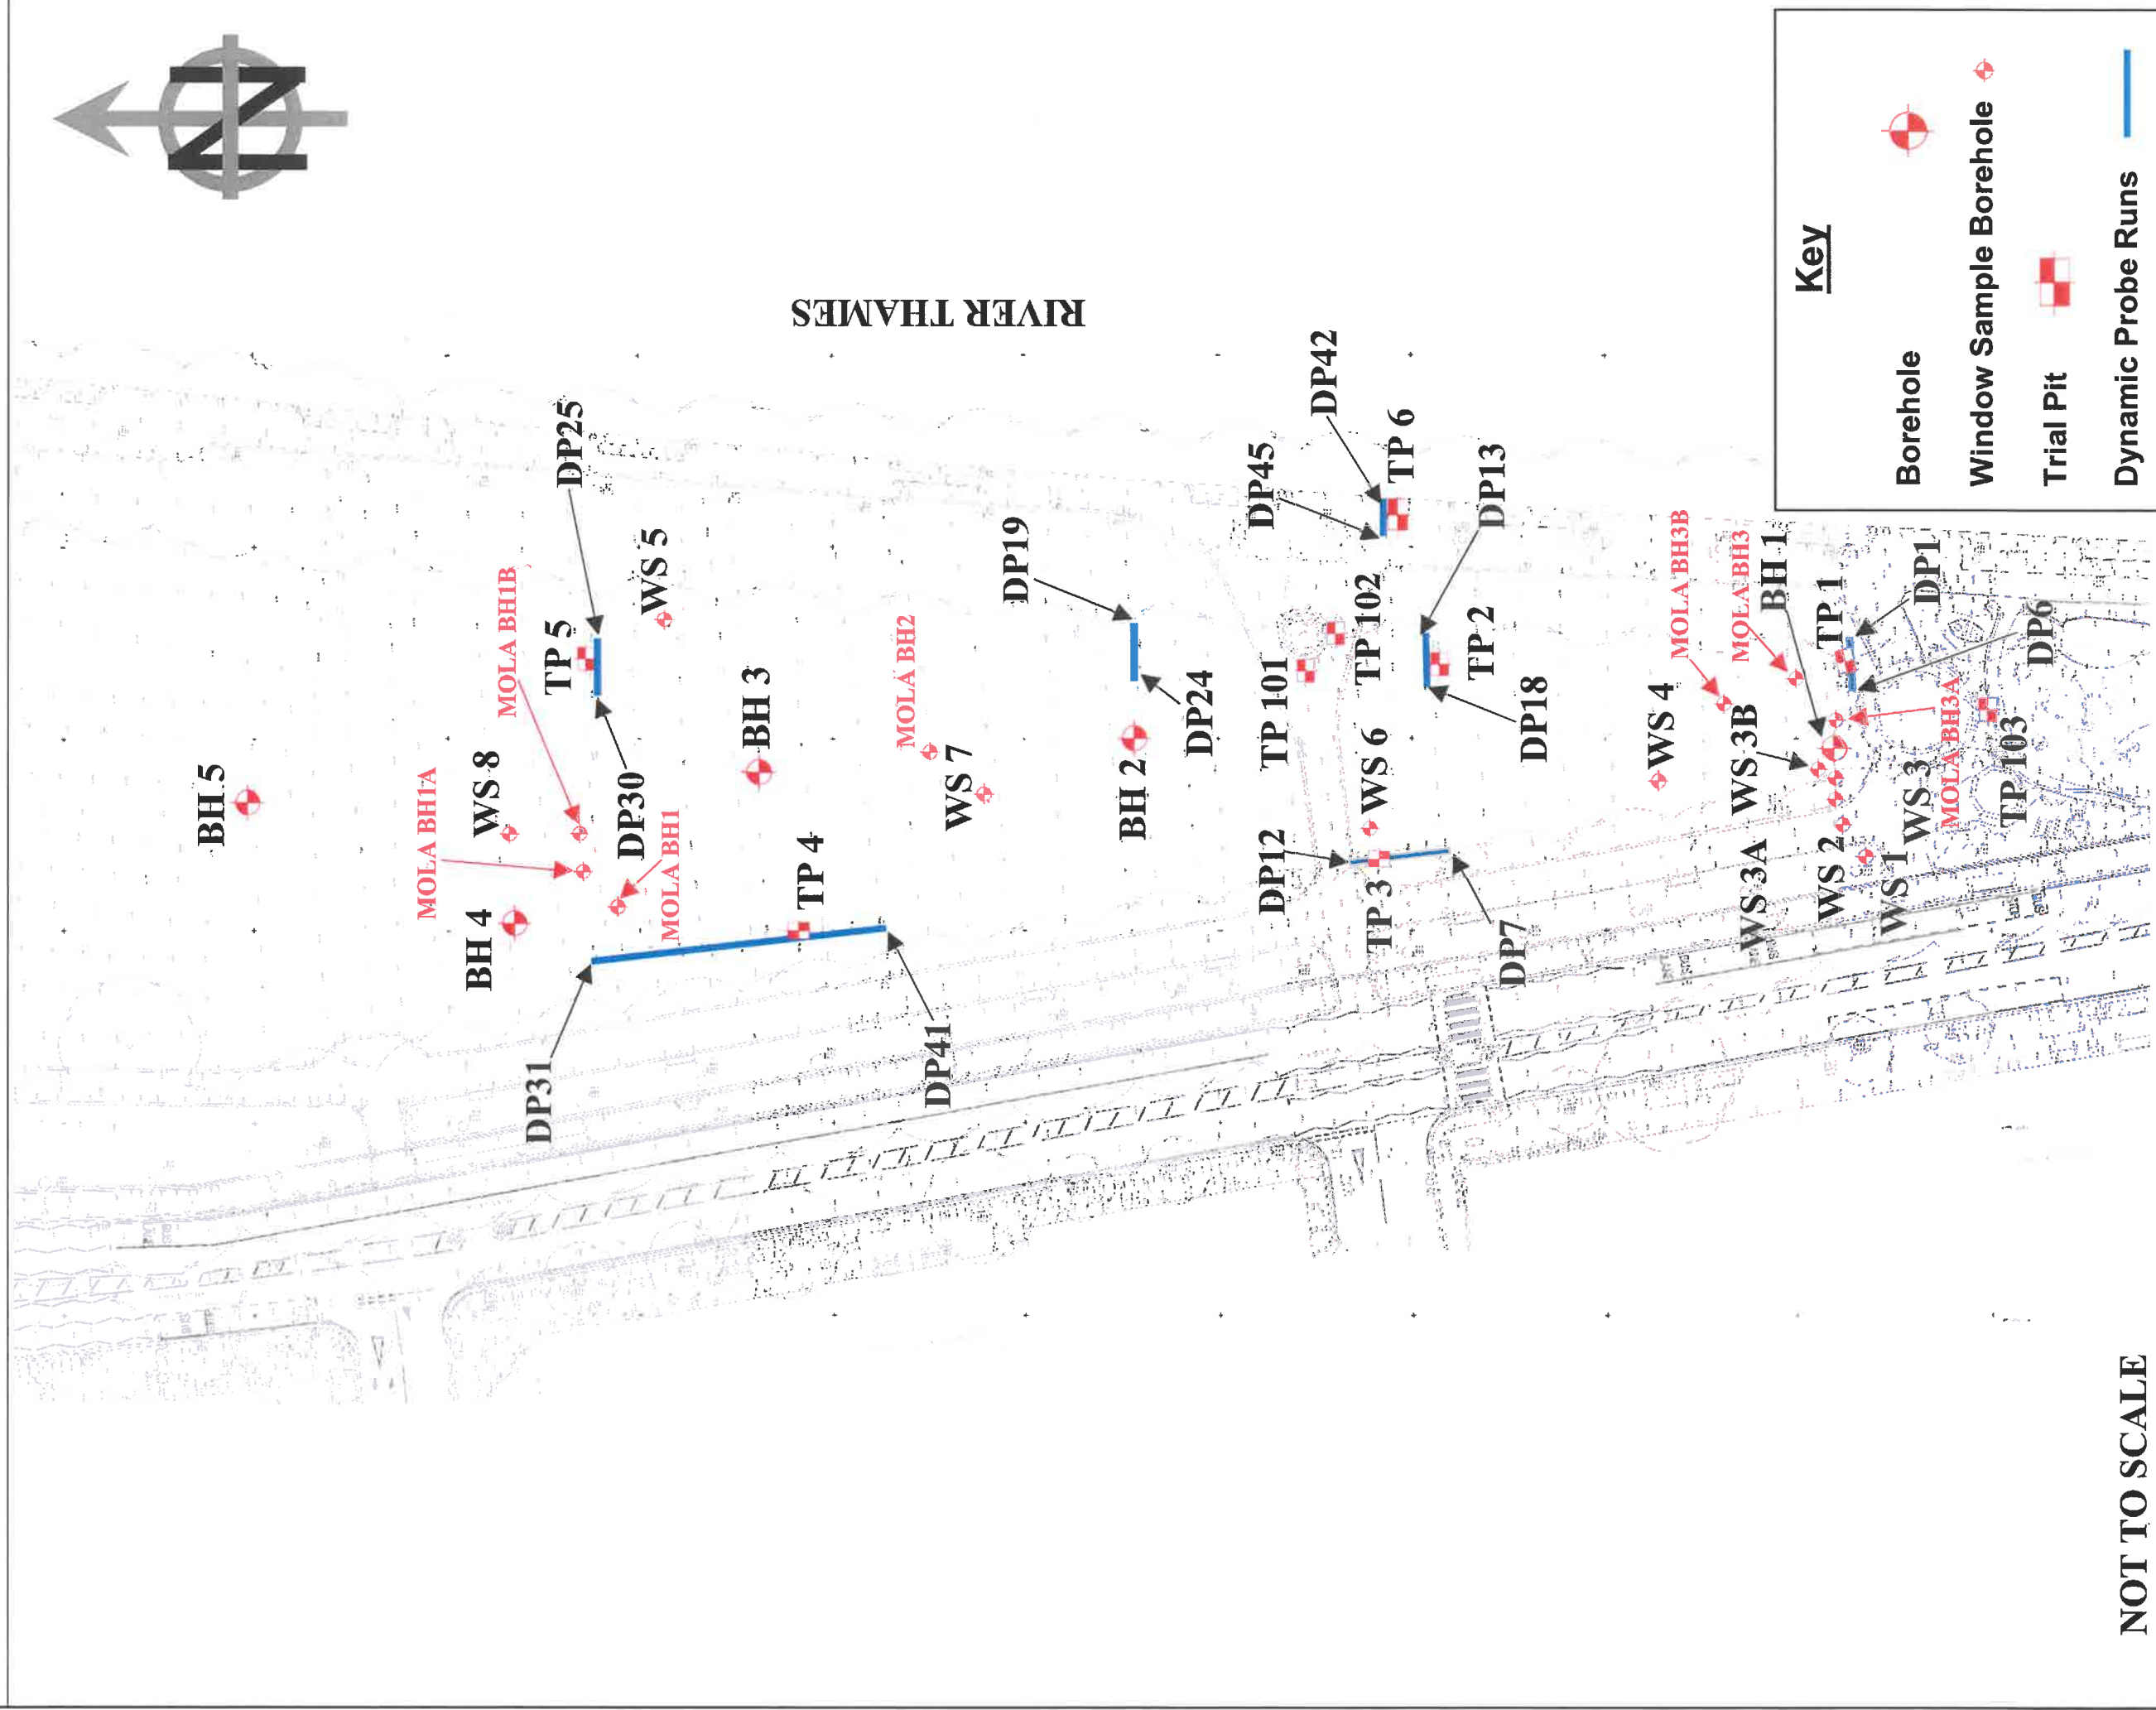 N
RIVER THAMES
BH 5
MOLA BH1A
WS 8
MOLA BH1B
BH 4
TP 5
DP25
DP31
DP30
WS 5
MOLA BH1
BH 3
TP 4
MOLA BH2
WS 7
DP41
DP19
BH 2
DP24
DP45
DP42
TP 101
TP 102
TP 6
DP12
WS 6
TP 3
DP13
TP 2
DP7
DP18
WS 4
MOLA BH3B
MOLA BH3
WS 3B
BH 1
WS 3A
WS 2
TP 1
WS 1
WS 3
DP1
MOLA BH3A
DP6
TP 103
Key
Borehole
Window Sample Borehole
Trial Pit
Dynamic Probe Runs
NOT TO SCALE